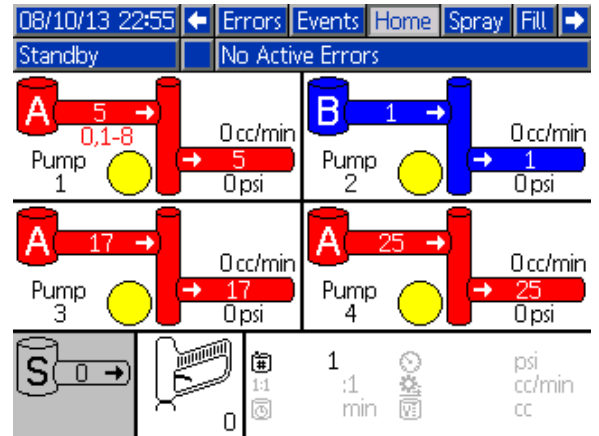 08/10/13 22:55 Errors Events Home Spray Fill
Standby No Active Errors
A 5
0,1-8
0 cc/min
Pump 1
5
0 psi
B 1
0 cc/min
Pump 2
1
0 psi
A 17
0 cc/min
Pump 3
17
0 psi
A 25
0 cc/min
Pump 4
25
0 psi
S 0
0
# 1 psi
1:1 :1 cc/min
min V: cc